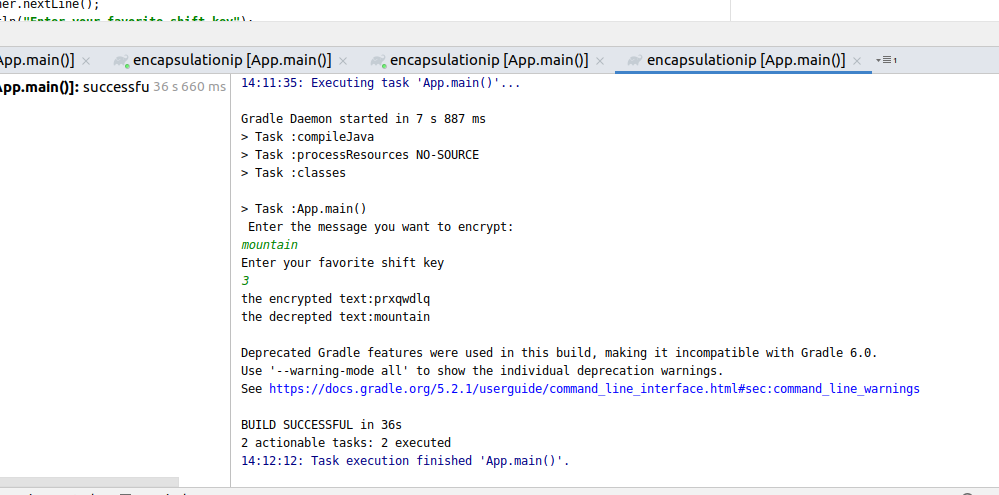 ner.nextLine();
ln("Enter your favorite shift key");
App.main()] × encapsulationip [App.main()] × encapsulationip [App.main()] × encapsulationip [App.main()] × 1
App.main()]: successfu 36 s 660 ms
14:11:35: Executing task 'App.main()'...
Gradle Daemon started in 7 s 887 ms
> Task :compileJava
> Task :processResources NO-SOURCE
> Task :classes
> Task :App.main()
Enter the message you want to encrypt:
mountain
Enter your favorite shift key
3
the encrypted text:prxqwdlq
the decrepted text:mountain
Deprecated Gradle features were used in this build, making it incompatible with Gradle 6.0.
Use '--warning-mode all' to show the individual deprecation warnings.
See https://docs.gradle.org/5.2.1/userguide/command_line_interface.html#sec:command_line_warnings
BUILD SUCCESSFUL in 36s
2 actionable tasks: 2 executed
14:12:12: Task execution finished 'App.main()'.